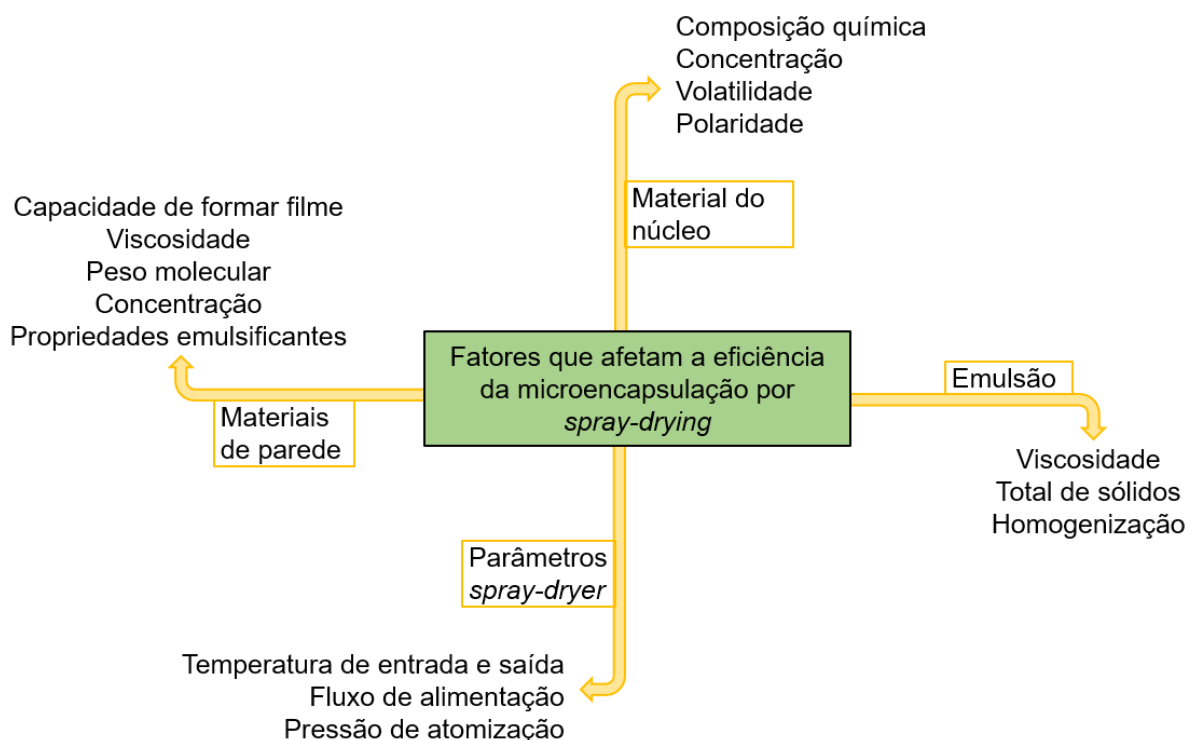 Composição química
Concentração
Volatilidade
Polaridade
Material do
núcleo
Capacidade de formar filme
Viscosidade
Peso molecular
Concentração
Propriedades emulsificantes
Materiais
de parede
Fatores que afetam a eficiência
da microencapsulação por
spray-drying
Emulsão
Viscosidade
Total de sólidos
Homogenização
Parâmetros
spray-dryer
Temperatura de entrada e saída
Fluxo de alimentação
Pressão de atomização